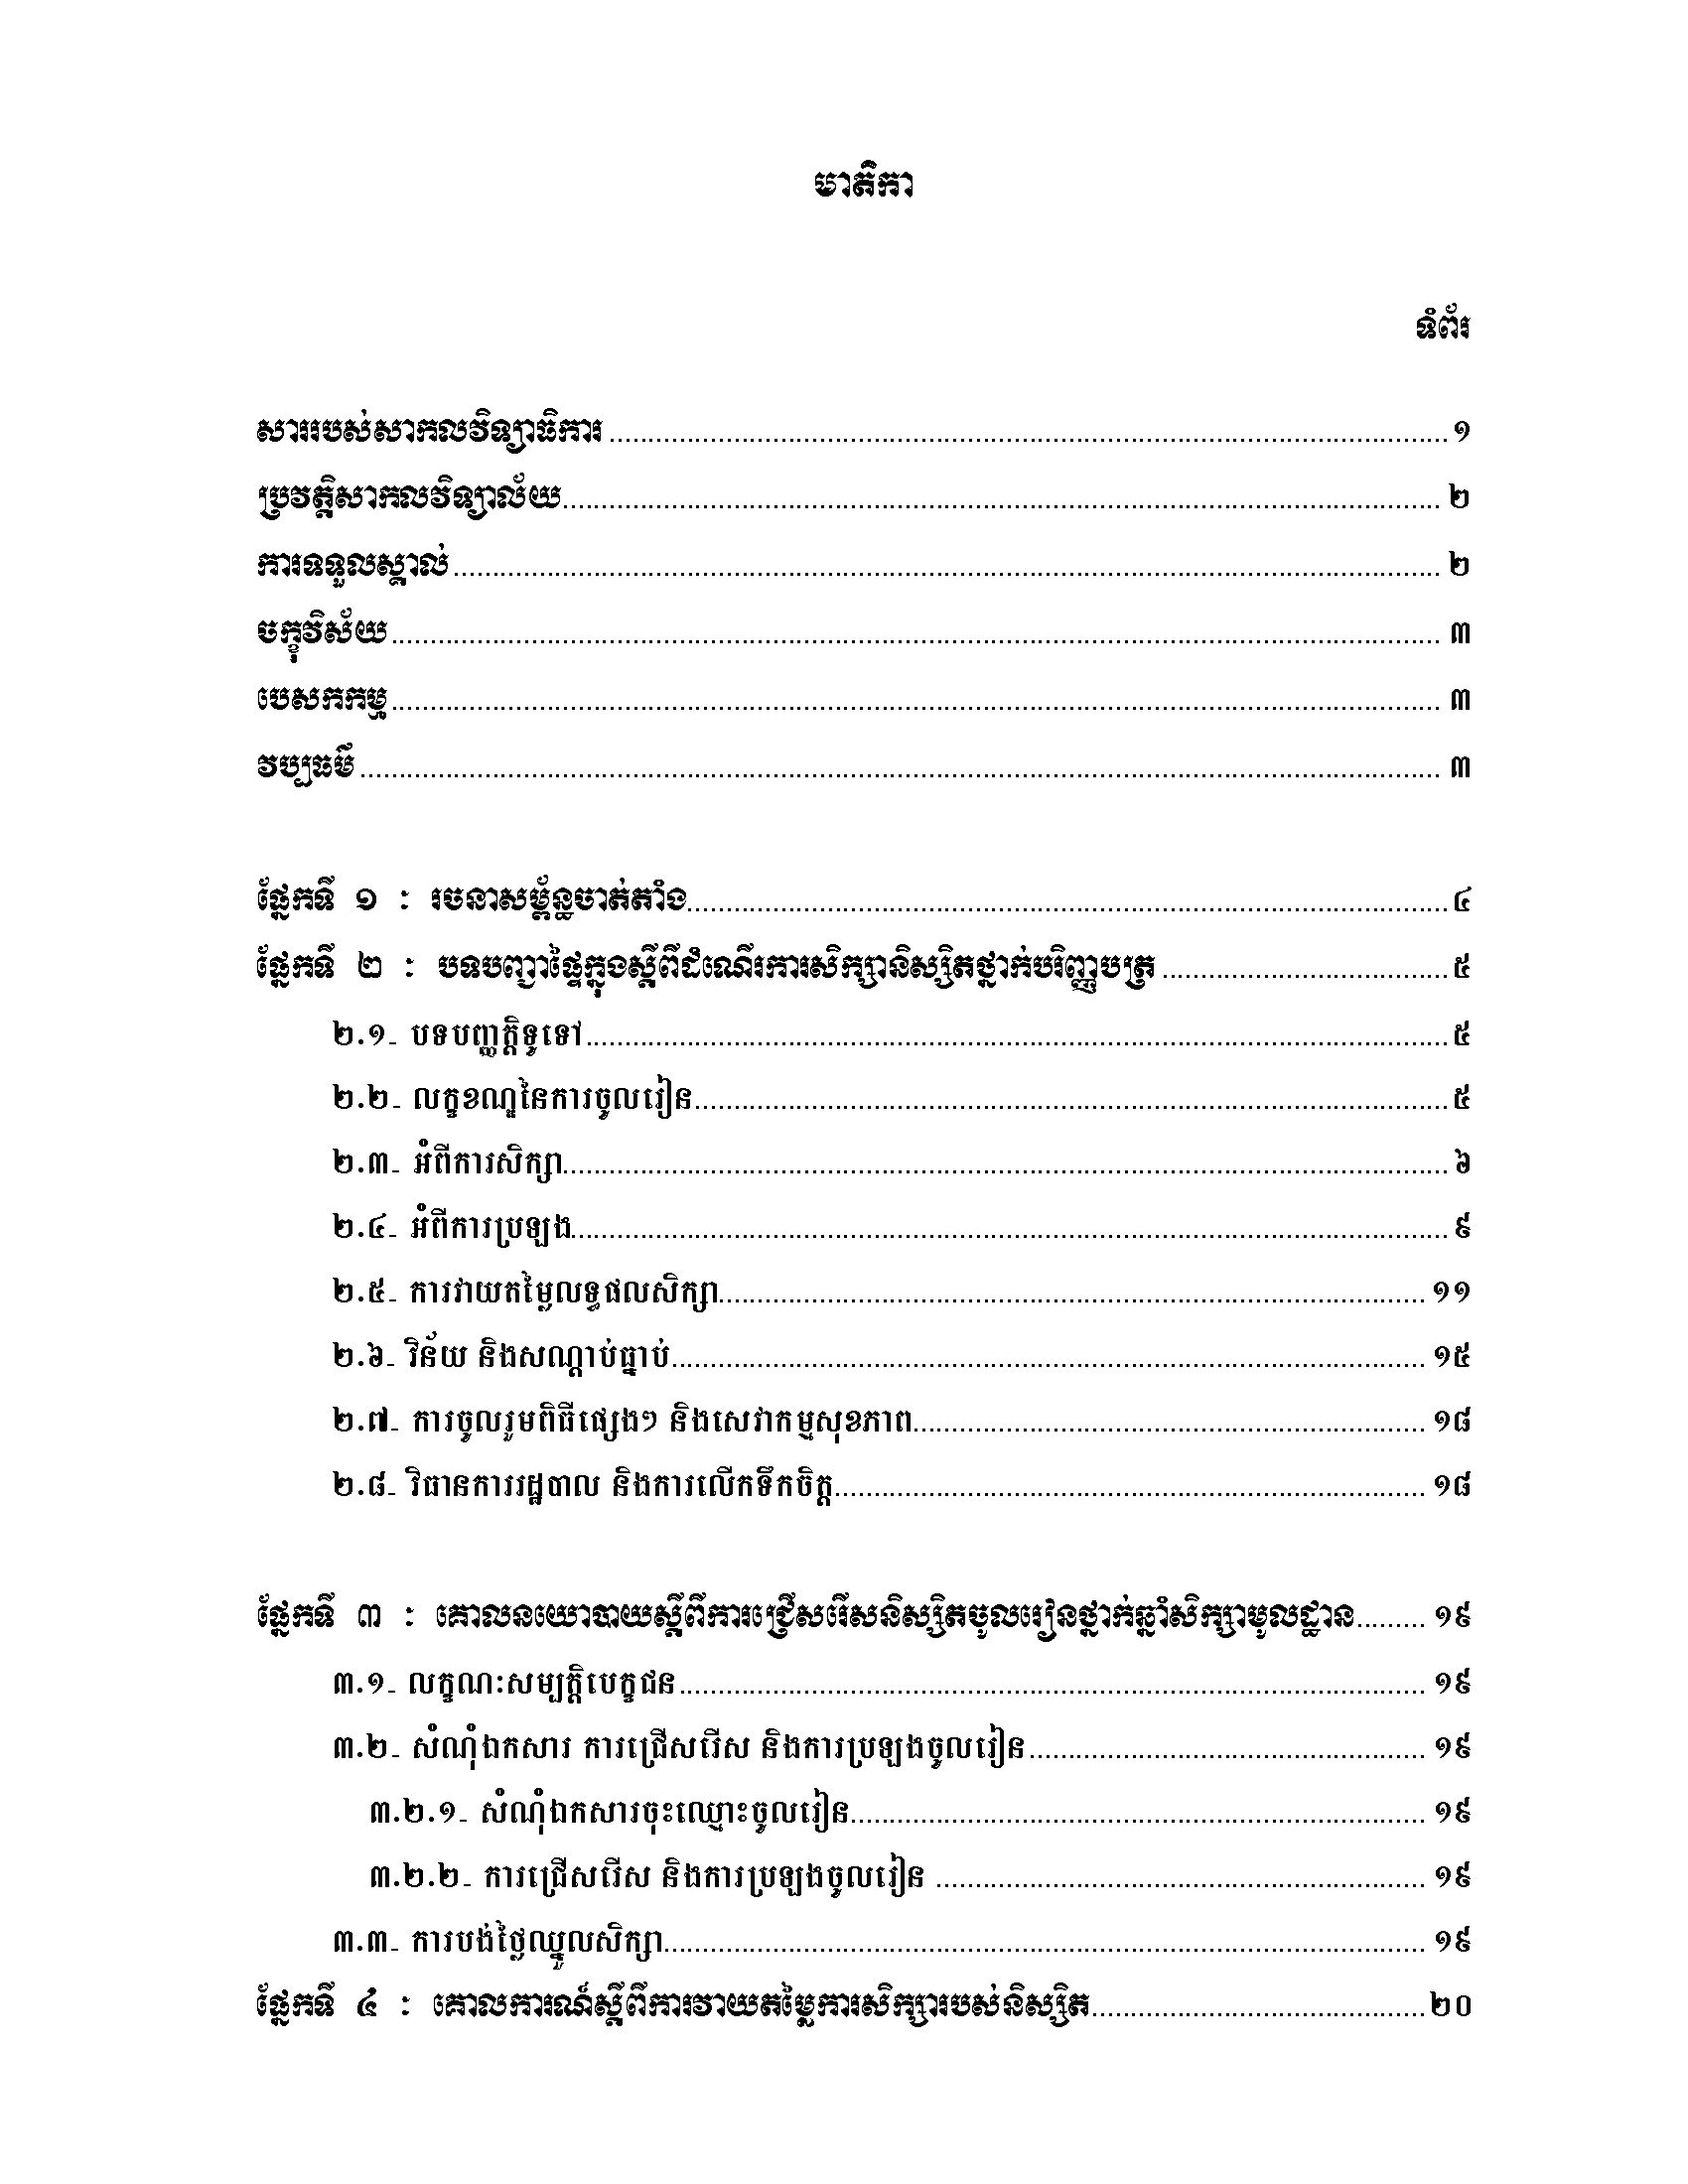 មាតិកា
ទំព័រ
សាររបស់សាកលវិទ្យាធិការ ........ ១
ប្រវត្តិសាកលវិទ្យាល័យ ........ ២
ការទទួលស្គាល់ ........ ២
ចក្ខុវិស័យ ........ ៣
បេសកកម្ម ........ ៣
វប្បធម៌ ........ ៣
ផ្នែកទី ១ : រចនាសម្ព័ន្ធចាត់តាំង ........ ៤
ផ្នែកទី ២ : បទបញ្ជាផ្ទៃក្នុងស្តីពីដំណើរការសិក្សានិស្សិតថ្នាក់បរិញ្ញាបត្រ ........ ៥
២.១- បទបញ្ញត្តិទូទៅ ........ ៥
២.២- លក្ខខណ្ឌនៃការចូលរៀន ........ ៥
២.៣- អំពីការសិក្សា ........ ៦
២.៤- អំពីការប្រឡង ........ ៩
២.៥- ការវាយតម្លៃលទ្ធផលសិក្សា ........ ១១
២.៦- វិន័យ និងសណ្តាប់ធ្នាប់ ........ ១៥
២.៧- ការចូលរួមពិធីផ្សេងៗ និងសេវាកម្មសុខភាព ........ ១៨
២.៨- វិធានការរដ្ឋបាល និងការលើកទឹកចិត្ត ........ ១៨
ផ្នែកទី ៣ : គោលនយោបាយស្តីពីការជ្រើសរើសនិស្សិតចូលរៀនថ្នាក់ឆ្នាំសិក្សាមូលដ្ឋាន ........ ១៩
៣.១- លក្ខណៈសម្បត្តិបេក្ខជន ........ ១៩
៣.២- សំណុំឯកសារ ការជ្រើសរើស និងការប្រឡងចូលរៀន ........ ១៩
៣.២.១- សំណុំឯកសារចុះឈ្មោះចូលរៀន ........ ១៩
៣.២.២- ការជ្រើសរើស និងការប្រឡងចូលរៀន ........ ១៩
៣.៣- ការបង់ថ្លៃឈ្នួលសិក្សា ........ ១៩
ផ្នែកទី ៤ : គោលការណ៍ស្តីពីការវាយតម្លៃការសិក្សារបស់និស្សិត ........ ២០